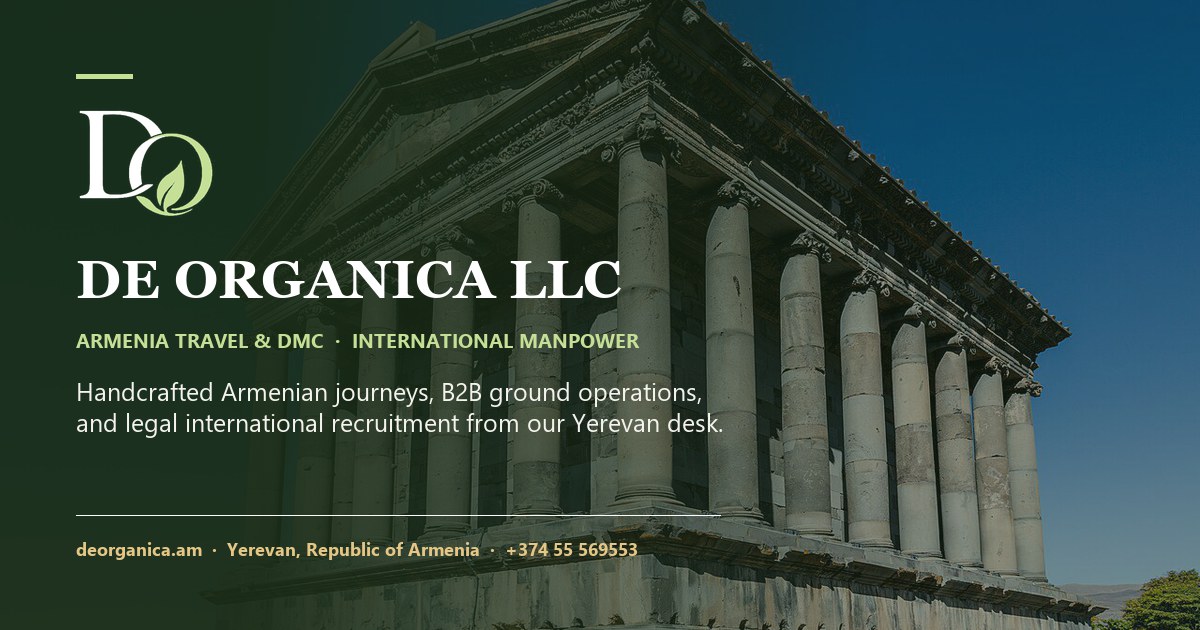 DO
DE ORGANICA LLC
ARMENIA TRAVEL & DMC · INTERNATIONAL MANPOWER
Handcrafted Armenian journeys, B2B ground operations,
and legal international recruitment from our Yerevan desk.
deorganica.am · Yerevan, Republic of Armenia · +374 55 569553